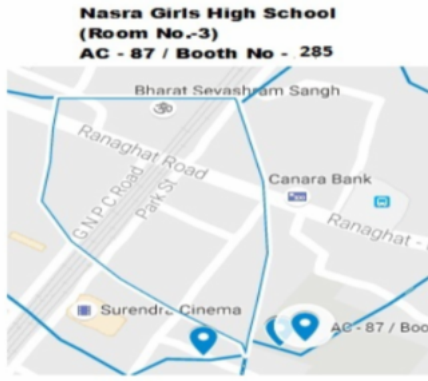 Nasra Girls High School
(Room No.-3)
AC - 87 / Booth No - 285
Bharat Sevashram Sangh
Ranaghat Road
G N P C Road
Park St
Canara Bank
Ranaghat -
Surendra Cinema
AC - 87 / Boo